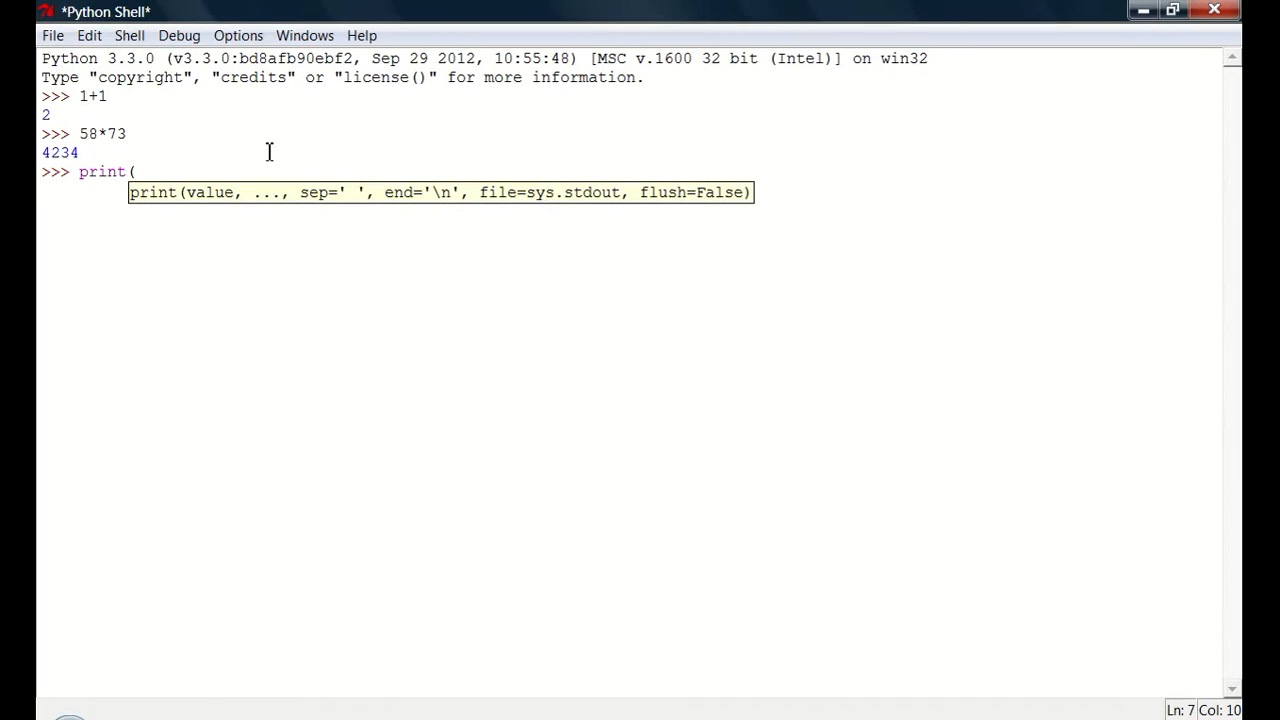 *Python Shell*
File Edit Shell Debug Options Windows Help
Python 3.3.0 (v3.3.0:bd8afb90ebf2, Sep 29 2012, 10:55:48) [MSC v.1600 32 bit (Intel)] on win32
Type "copyright", "credits" or "license()" for more information.
>>> 1+1
2
>>> 58*73
4234
>>> print(
print(value, ..., sep=' ', end='\n', file=sys.stdout, flush=False)
Ln: 7 Col: 10